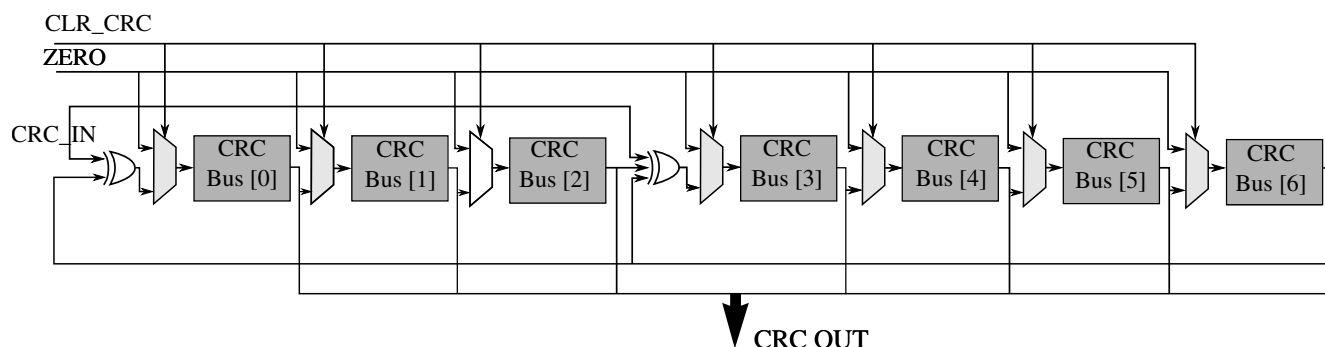 CLR_CRC
ZERO
CRC_IN
CRC
Bus [0]
CRC
Bus [1]
CRC
Bus [2]
CRC
Bus [3]
CRC
Bus [4]
CRC
Bus [5]
CRC
Bus [6]
CRC OUT